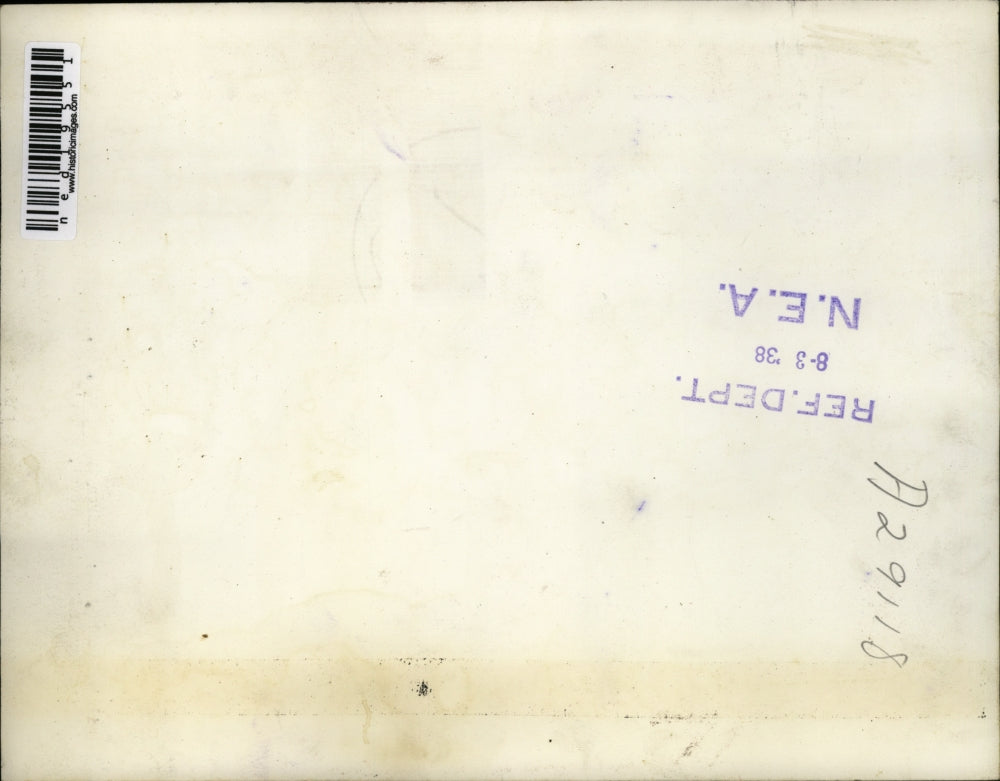 ned19551
www.historicimages.com
REF. DEPT.
8-3 '38
N.E.A.
A29118